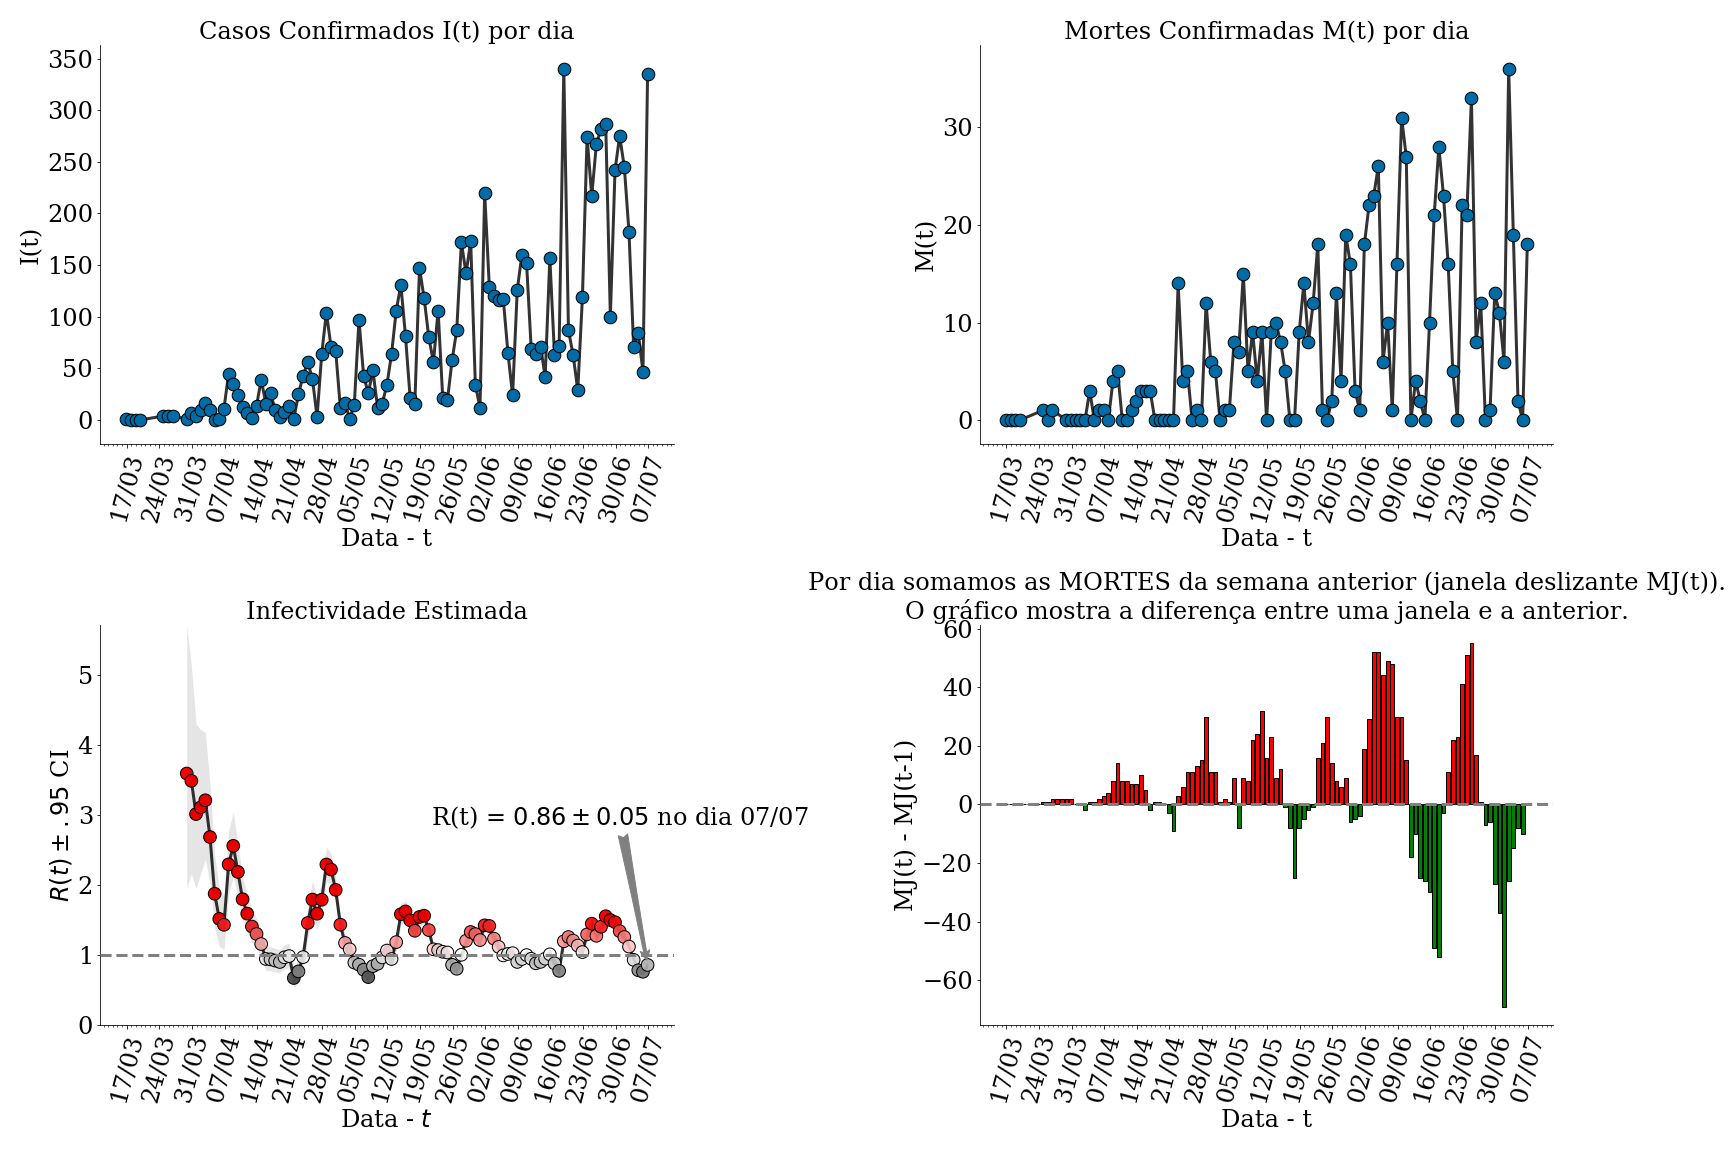 Casos Confirmados I(t) por dia
I(t)
350
300
250
200
150
100
50
0
17/03 24/03 31/03 07/04 14/04 21/04 28/04 05/05 12/05 19/05 26/05 02/06 09/06 16/06 23/06 30/06 07/07
Data - t
Mortes Confirmadas M(t) por dia
M(t)
30
20
10
0
17/03 24/03 31/03 07/04 14/04 21/04 28/04 05/05 12/05 19/05 26/05 02/06 09/06 16/06 23/06 30/06 07/07
Data - t
Infectividade Estimada
R(t) ± .95 CI
5
4
3
2
1
0
R(t) = 0.86 ± 0.05 no dia 07/07
17/03 24/03 31/03 07/04 14/04 21/04 28/04 05/05 12/05 19/05 26/05 02/06 09/06 16/06 23/06 30/06 07/07
Data - t
Por dia somamos as MORTES da semana anterior (janela deslizante MJ(t)).
O gráfico mostra a diferença entre uma janela e a anterior.
MJ(t) - MJ(t-1)
60
40
20
0
−20
−40
−60
17/03 24/03 31/03 07/04 14/04 21/04 28/04 05/05 12/05 19/05 26/05 02/06 09/06 16/06 23/06 30/06 07/07
Data - t